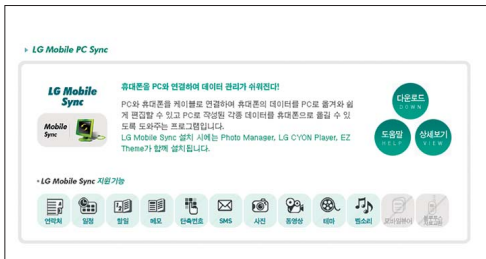 LG Mobile PC Sync
LG Mobile
Sync
Mobile
Sync
휴대폰을 PC와 연결하여 데이터 관리가 쉬워진다!
PC와 휴대폰을 케이블로 연결하여 휴대폰의 데이터를 PC로 옮겨와 쉽
게 편집할 수 있고 PC로 작성된 각종 데이터를 휴대폰으로 옮길 수 있
도록 도와주는 프로그램입니다.
LG Mobile Sync 설치 시에는 Photo Manager, LG CYON Player, EZ
Theme가 함께 설치됩니다.
다운로드
DOWN
도움말
HELP
상세보기
VIEW
LG Mobile Sync 지원기능
연락처
일정
할일
메모
단축번호
SMS
사진
동영상
테마
벨소리
모바일분이